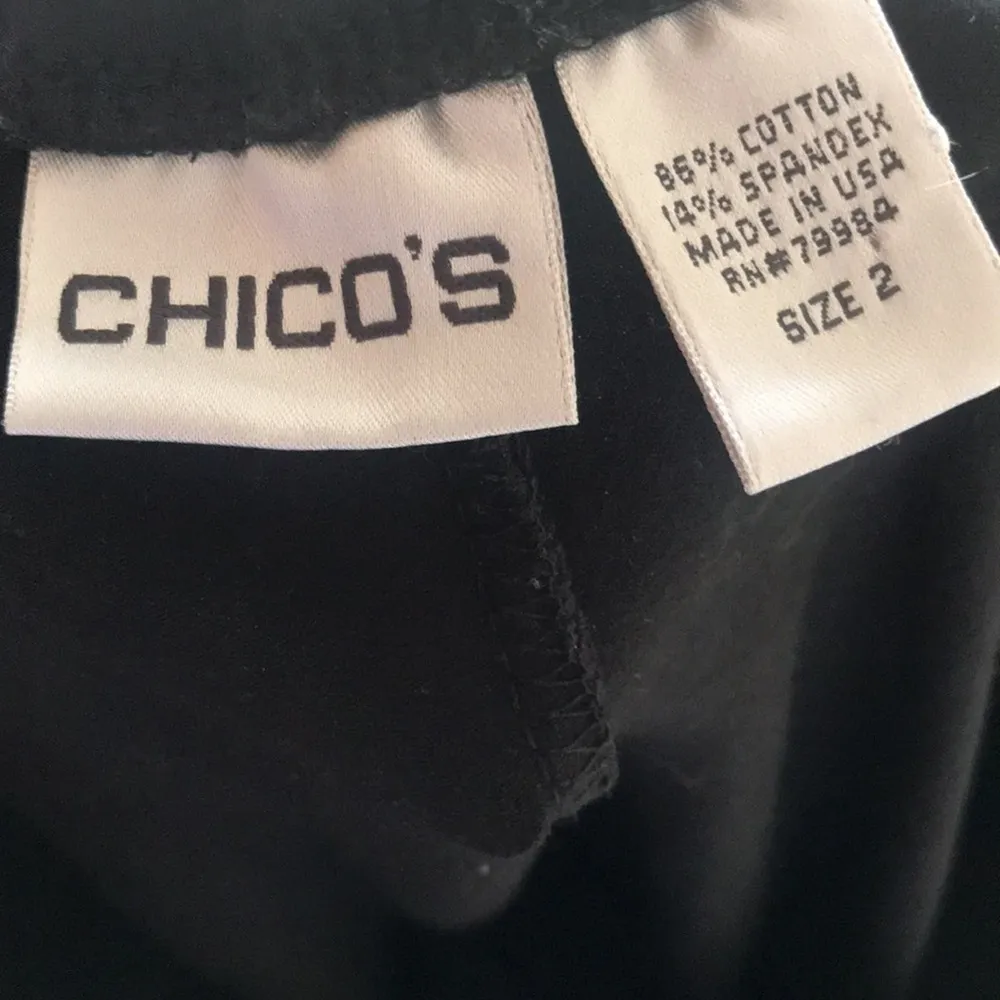 CHICO'S
86% COTTON
14% SPANDEX
MADE IN USA
RN#79984
SIZE 2